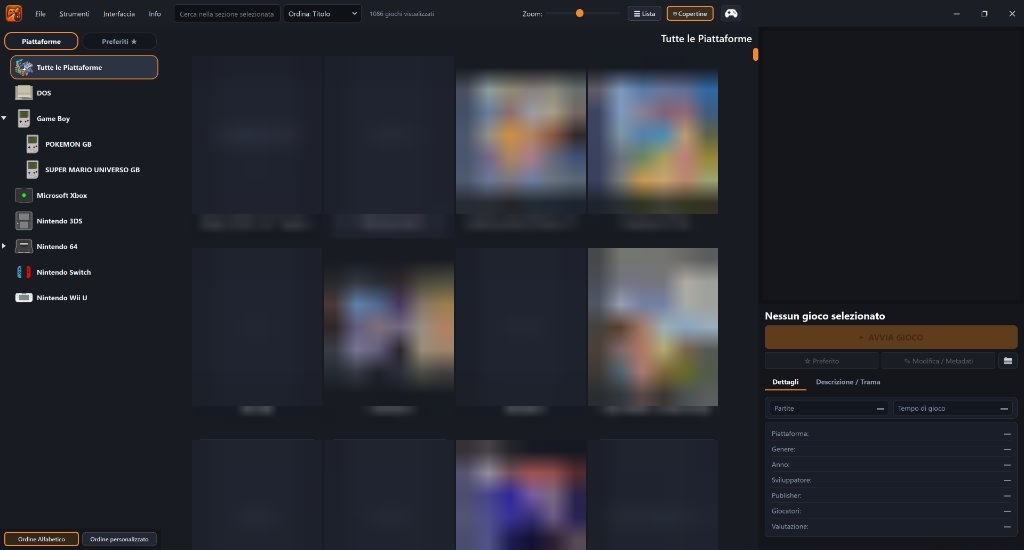 File Strumenti Interfaccia Info Cerca nella sezione selezionata Ordina: Titolo 1086 giochi visualizzati Zoom: Lista Copertine
Piattaforme Preferiti ★
Tutte le Piattaforme
Tutte le Piattaforme
DOS
Game Boy
POKEMON GB
SUPER MARIO UNIVERSO GB
Microsoft Xbox
Nintendo 3DS
Nintendo 64
Nintendo Switch
Nintendo Wii U
Ordine Alfabetico Ordine personalizzato
Nessun gioco selezionato
AVVIA GIOCO
☆ Preferito ✎ Modifica / Metadati
Dettagli Descrizione / Trama
Partite — Tempo di gioco —
Piattaforma: —
Genere: —
Anno: —
Sviluppatore: —
Publisher: —
Giocatori: —
Valutazione: —